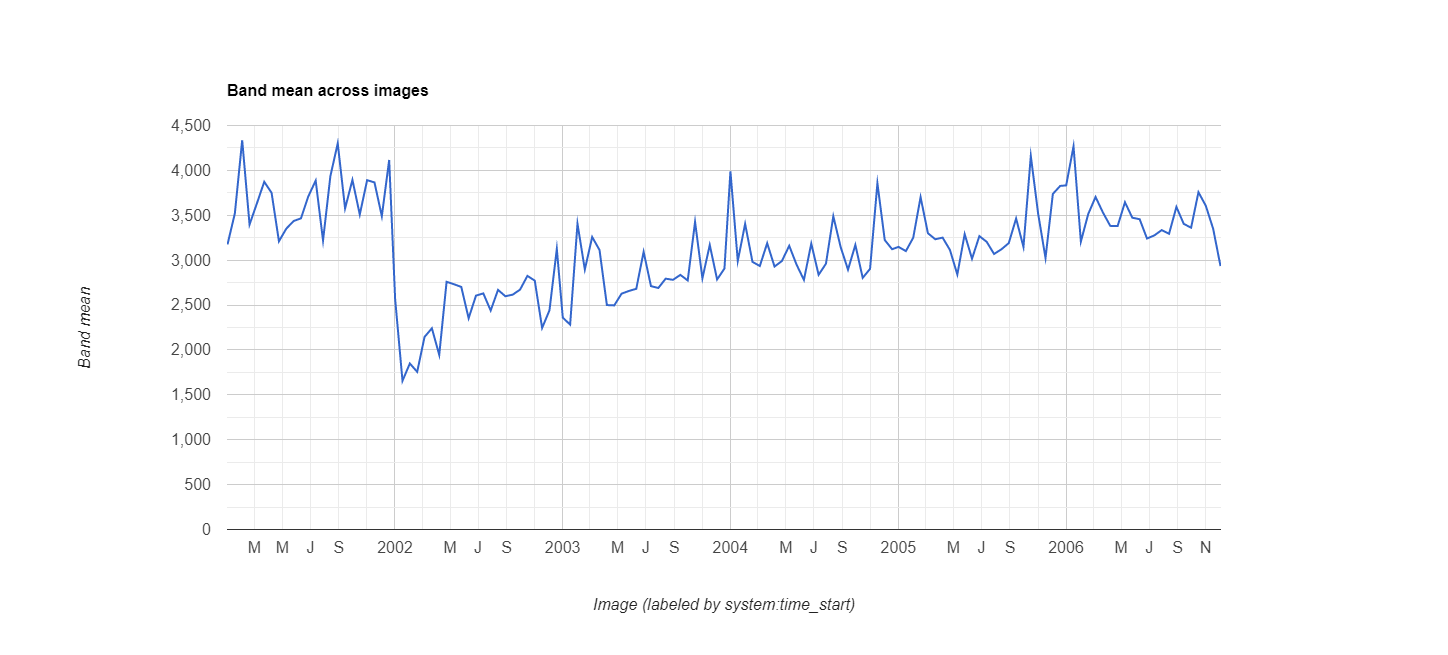 Band mean across images
4,500
4,000
3,500
3,000
2,500
2,000
1,500
1,000
500
0
Band mean
M M J S 2002 M J S 2003 M J S 2004 M J S 2005 M J S 2006 M J S N
Image (labeled by system:time_start)